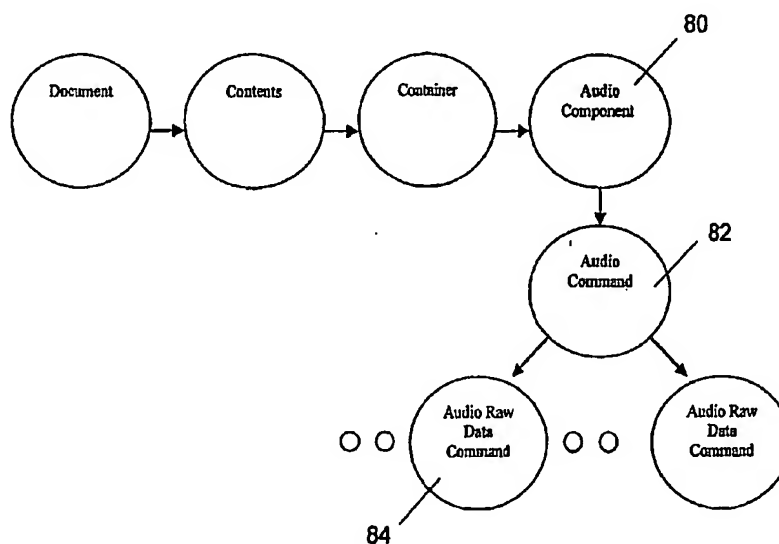 80
Document
Contents
Container
Audio
Component
82
Audio
Command
Audio Raw
Data
Command
Audio Raw
Data
Command
84